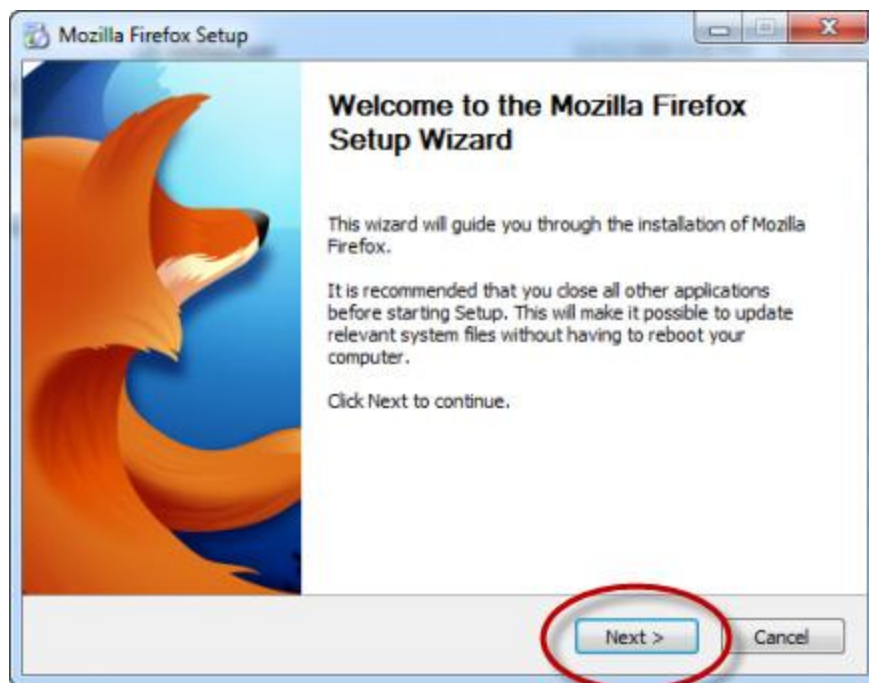 Mozilla Firefox Setup
Welcome to the Mozilla Firefox
Setup Wizard
This wizard will guide you through the installation of Mozilla
Firefox.
It is recommended that you close all other applications
before starting Setup. This will make it possible to update
relevant system files without having to reboot your
computer.
Click Next to continue.
Next >
Cancel